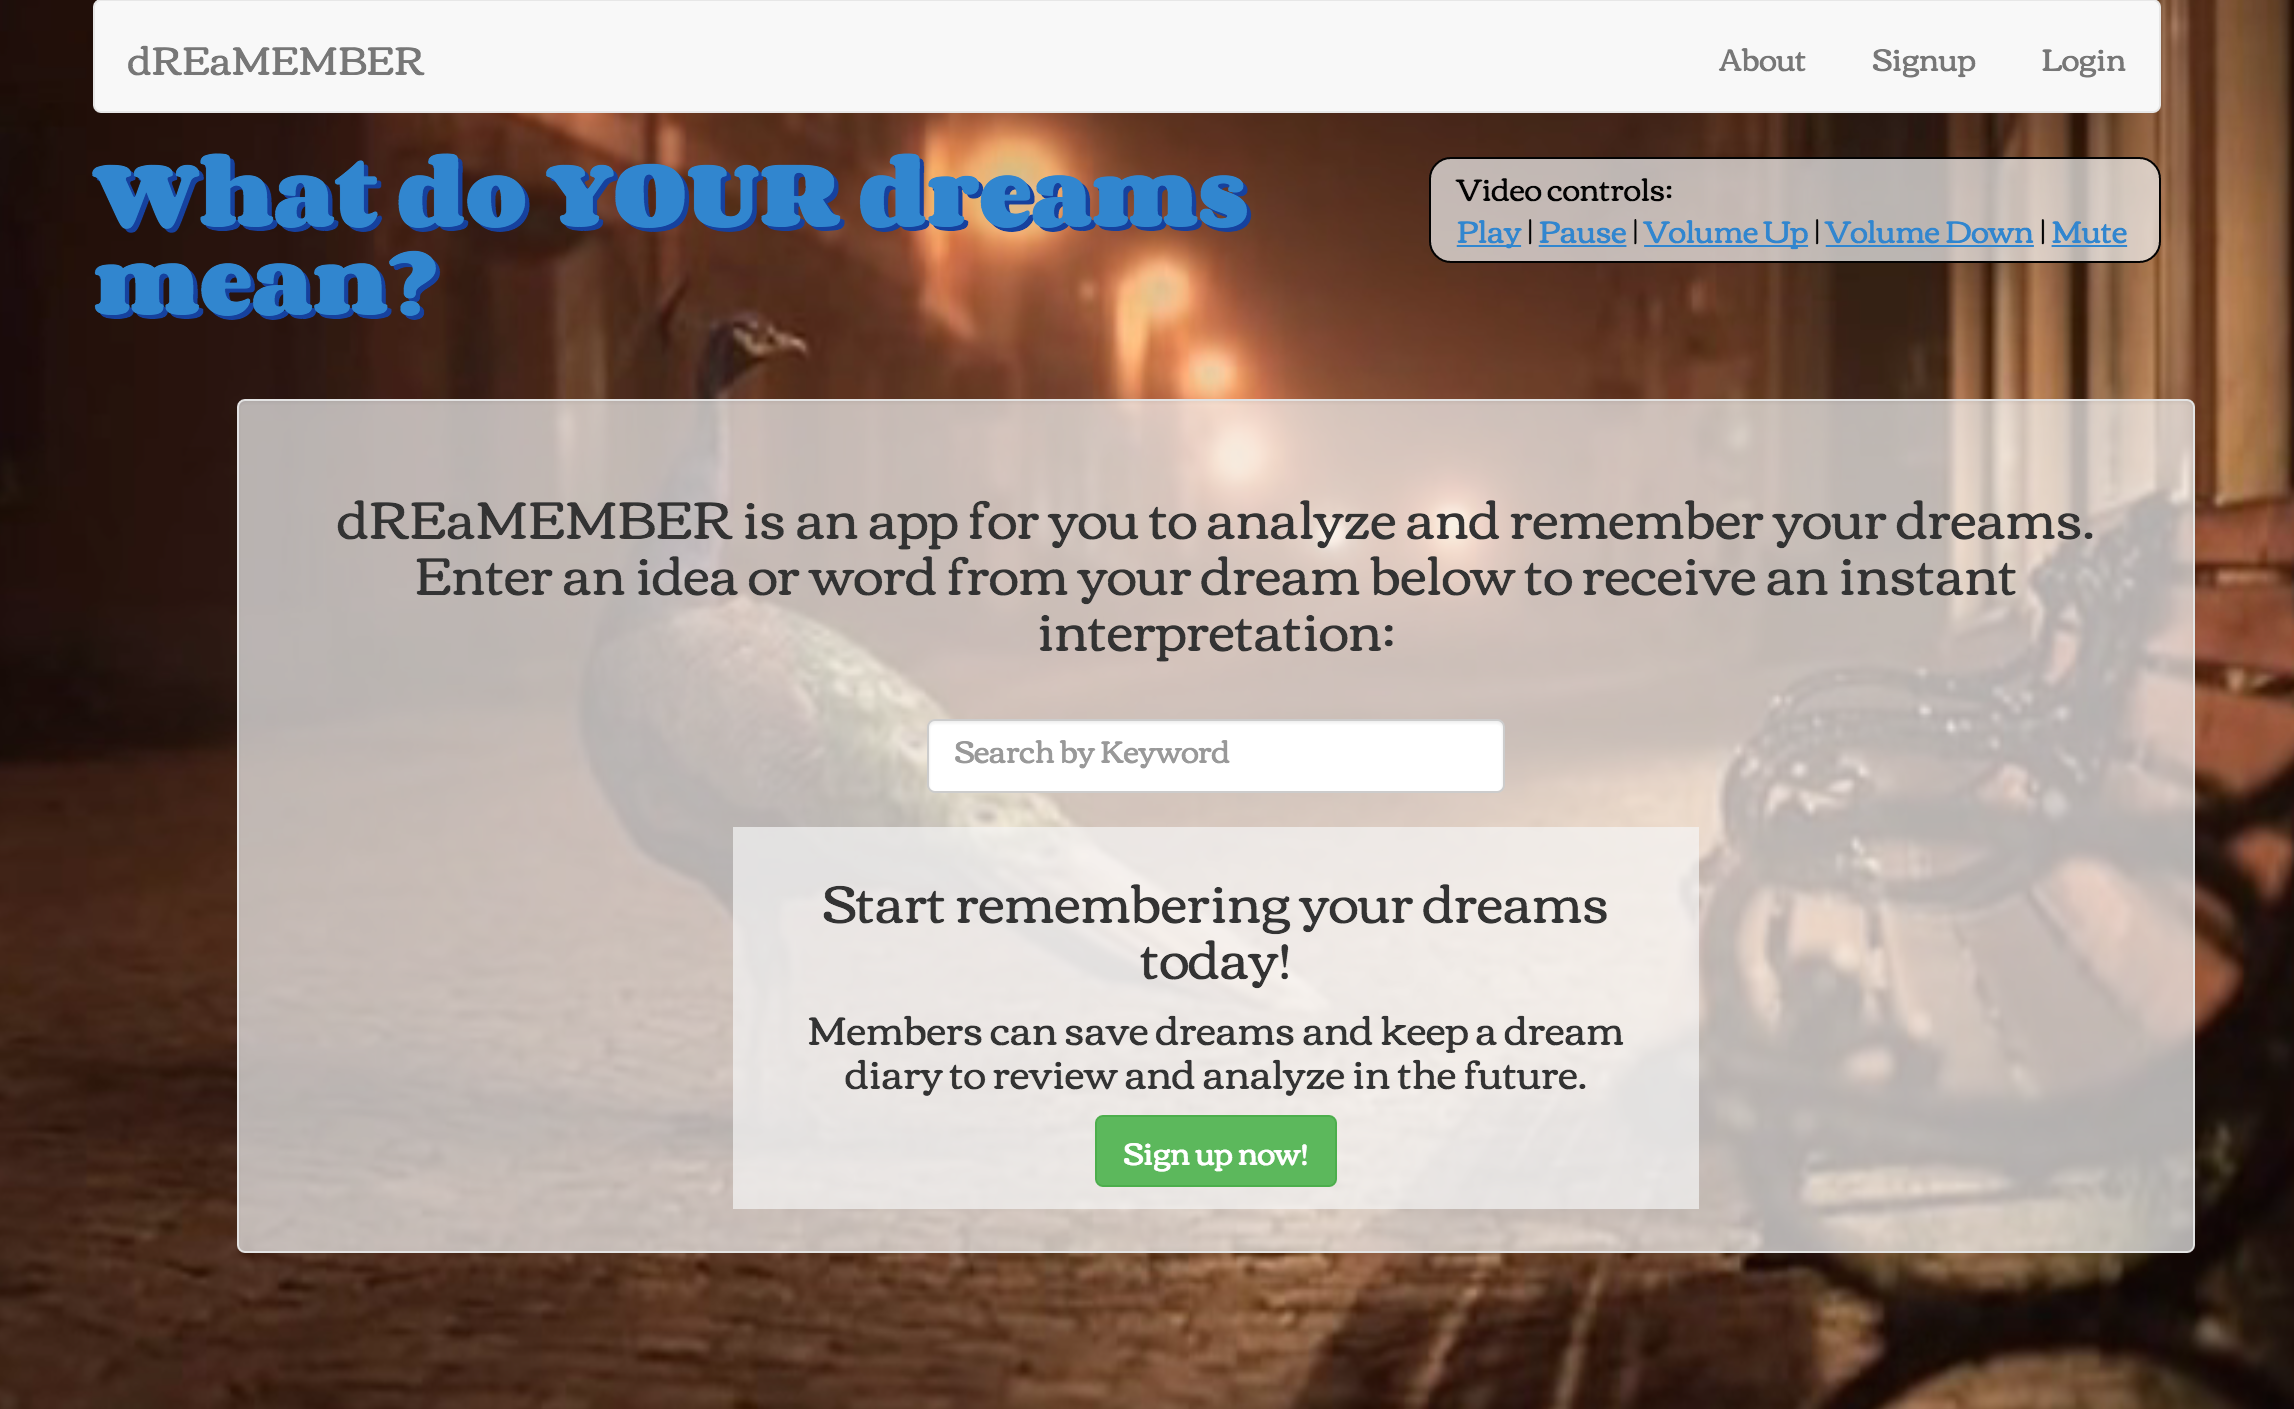 dREaMEMBER
About Signup Login
What do YOUR dreams
mean?
Video controls:
Play | Pause | Volume Up | Volume Down | Mute
dREaMEMBER is an app for you to analyze and remember your dreams.
Enter an idea or word from your dream below to receive an instant
interpretation:
Search by Keyword
Start remembering your dreams
today!
Members can save dreams and keep a dream
diary to review and analyze in the future.
Sign up now!